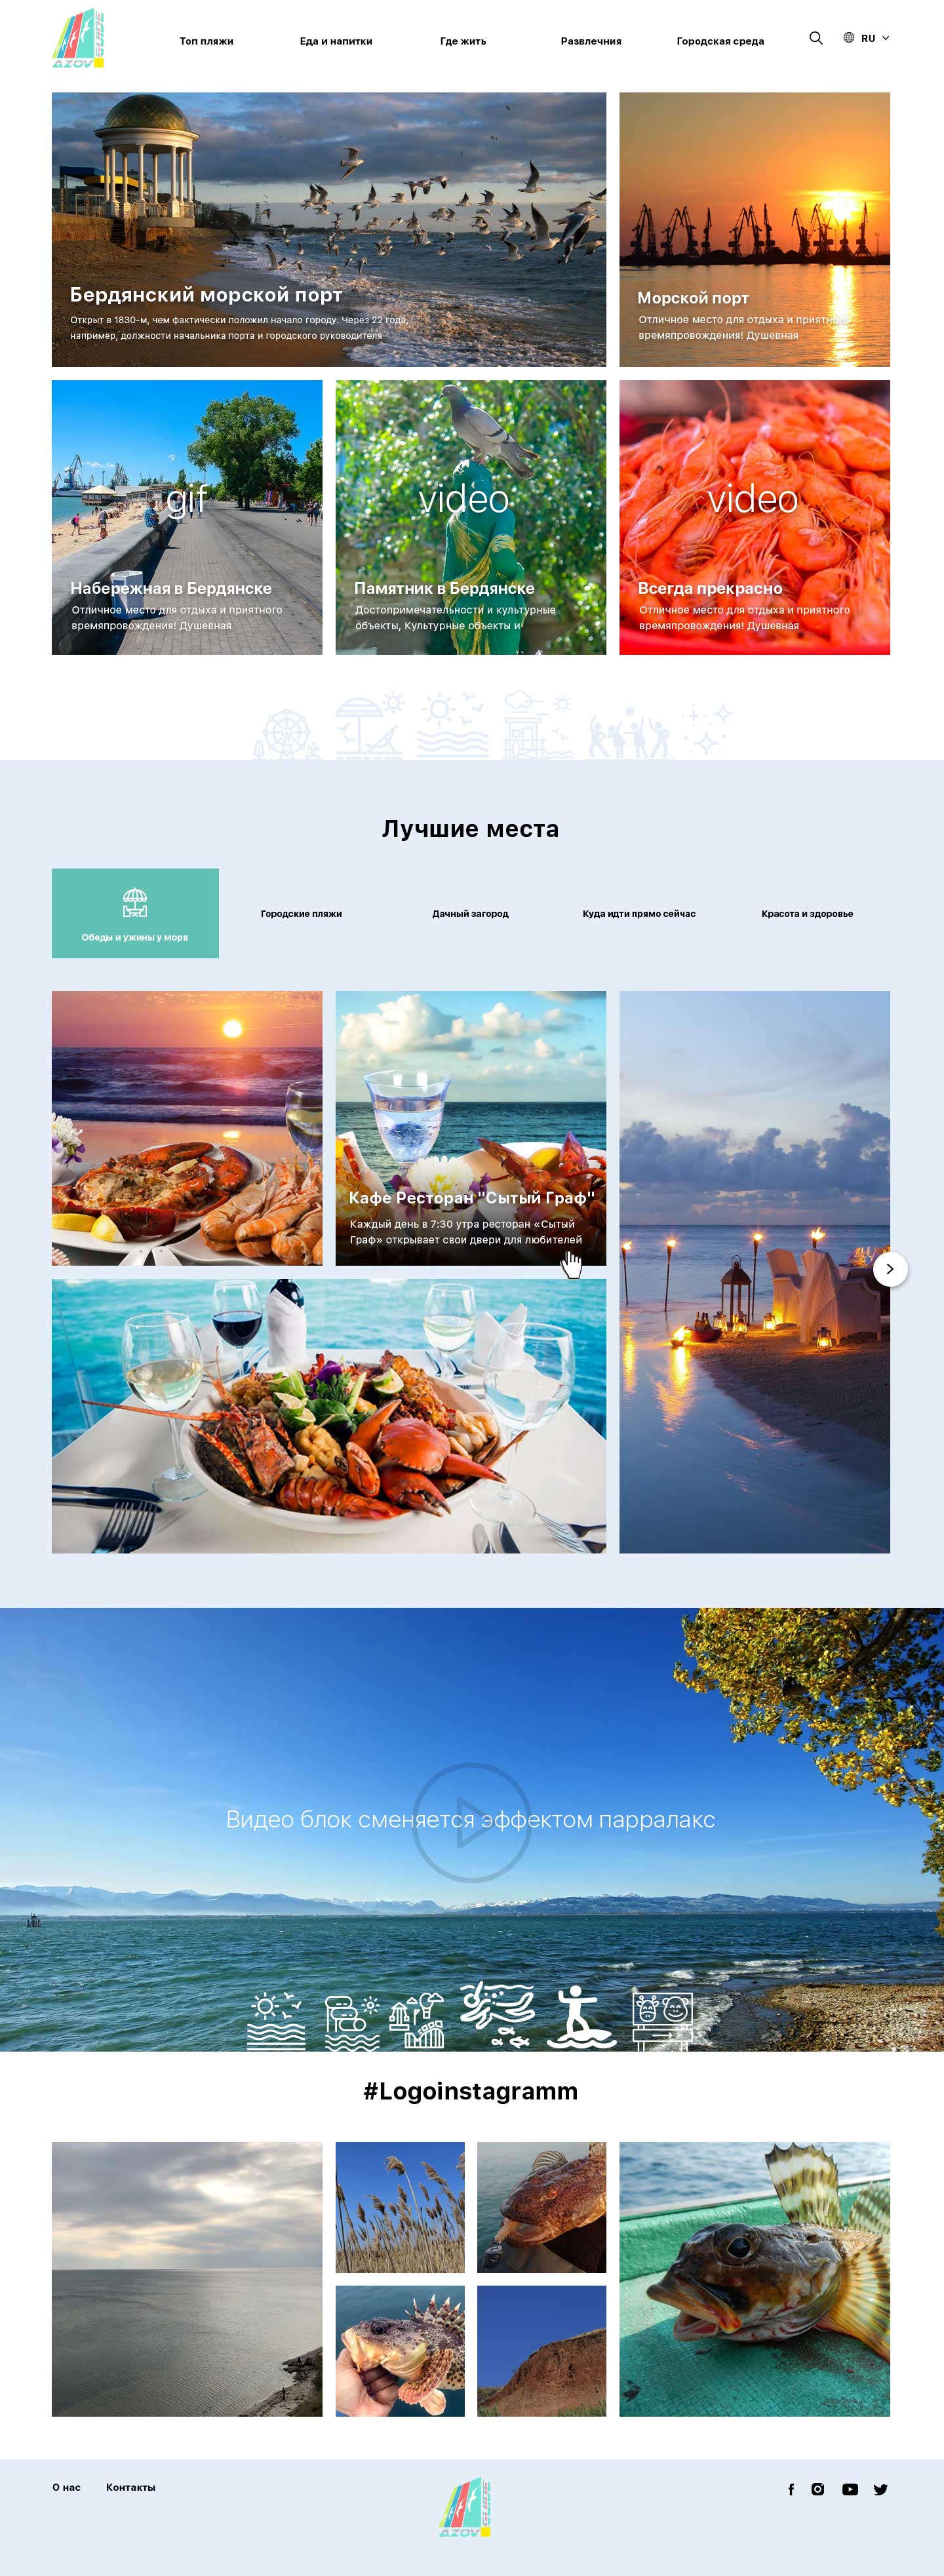 AZOV GUIDE
Топ пляжи
Еда и напитки
Где жить
Развлечния
Городская среда
RU
Бердянский морской порт
Открыт в 1830-м, чем фактически положил начало городу. Через 22 года,
например, должности начальника порта и городского руководителя
Морской порт
Отличное место для отдыха и приятного
времяпровождения! Душевная
gif
Набережная в Бердянске
Отличное место для отдыха и приятного
времяпровождения! Душевная
video
Памятник в Бердянске
Достопримечательности и культурные
объекты, Культурные объекты и
video
Всегда прекрасно
Отличное место для отдыха и приятного
времяпровождения! Душевная
Лучшие места
Обеды и ужины у моря
Городские пляжи
Дачный загород
Куда идти прямо сейчас
Красота и здоровье
Кафе Ресторан "Сытый Граф"
Каждый день в 7:30 утра ресторан «Сытый
Граф» открывает свои двери для любителей
Видео блок сменяется эффектом парралакс
#Logoinstagramm
О нас
Контакты
AZOV GUIDE